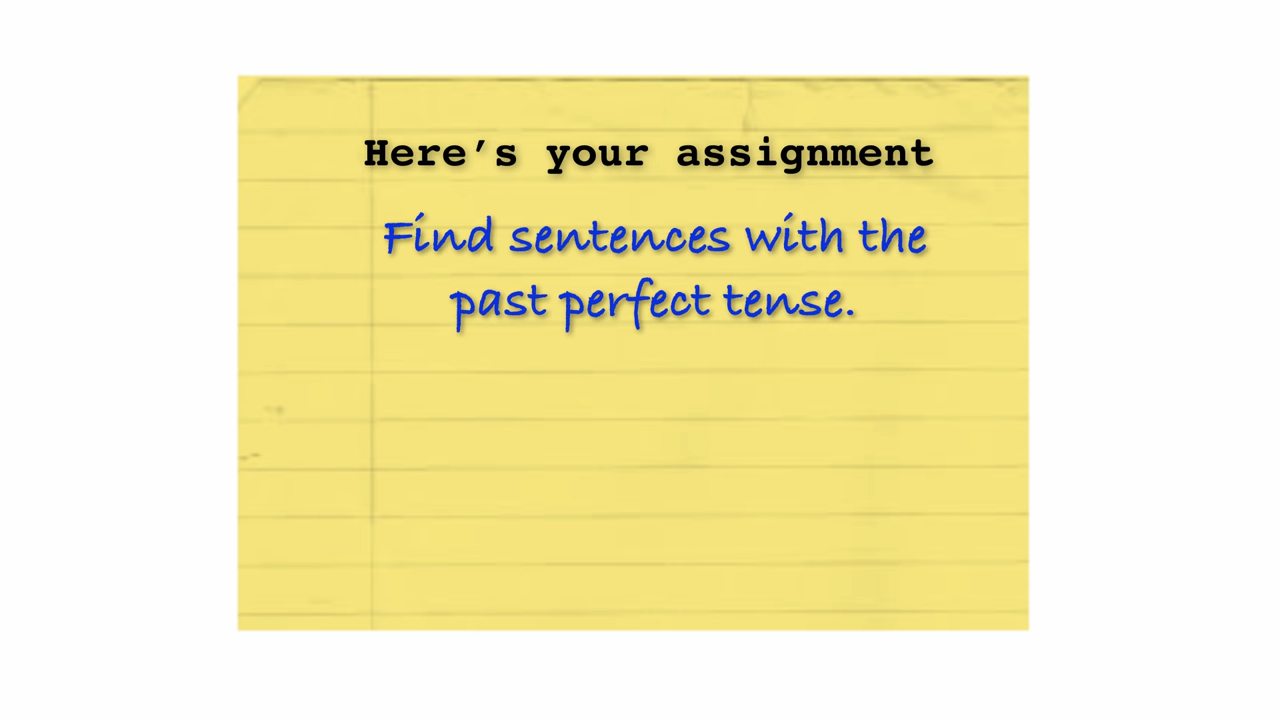 Here’s your assignment
Find sentences with the
past perfect tense.